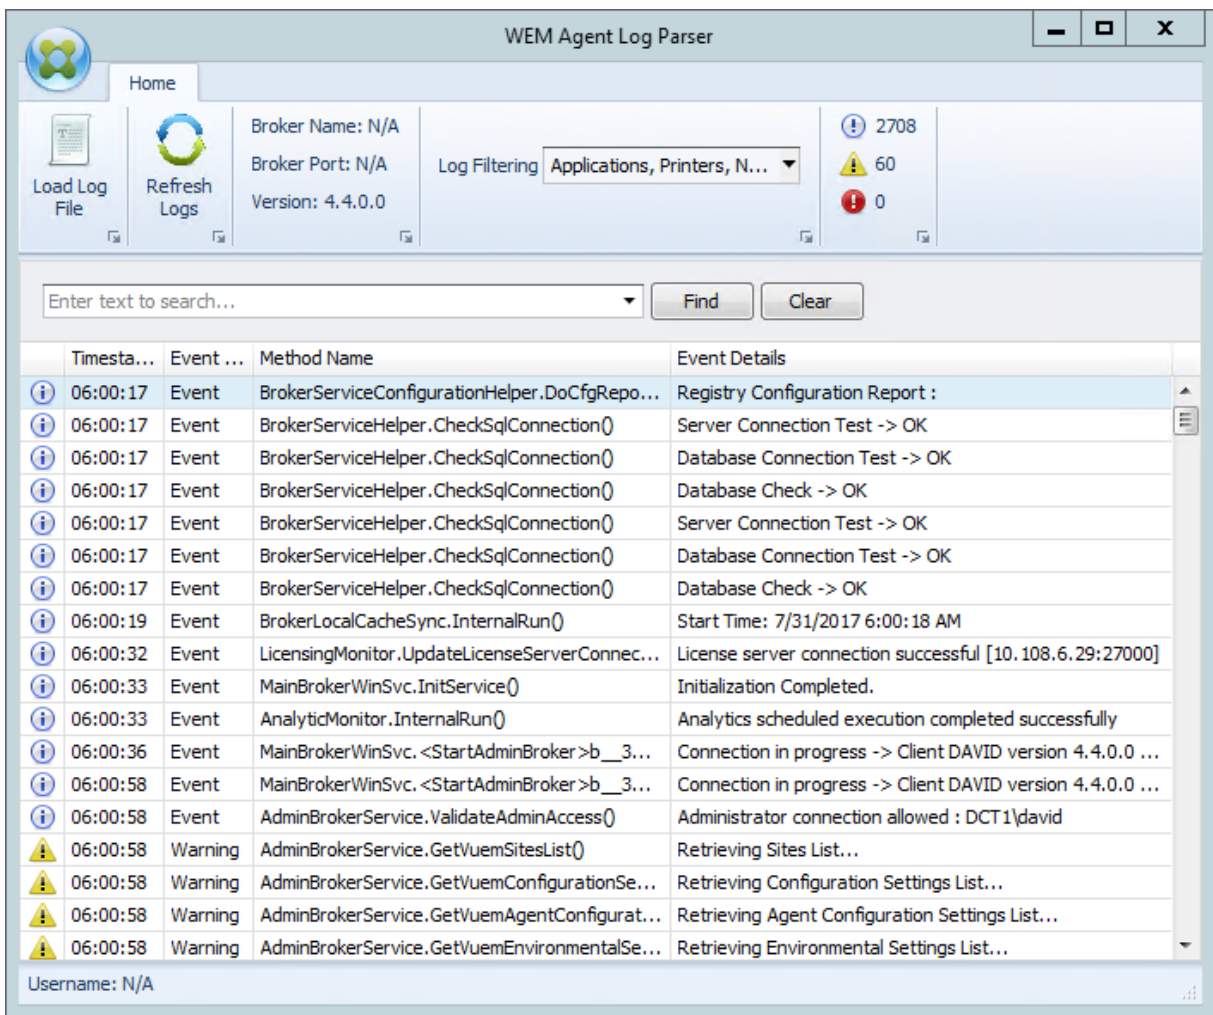 WEM Agent Log Parser
Home
Load Log File
Refresh Logs
Broker Name: N/A
Broker Port: N/A
Version: 4.4.0.0
Log Filtering Applications, Printers, N...
2708
60
0
Enter text to search... Find Clear
Timesta... Event ... Method Name Event Details
06:00:17 Event BrokerServiceConfigurationHelper.DoCfgRepo... Registry Configuration Report :
06:00:17 Event BrokerServiceHelper.CheckSqlConnection() Server Connection Test -> OK
06:00:17 Event BrokerServiceHelper.CheckSqlConnection() Database Connection Test -> OK
06:00:17 Event BrokerServiceHelper.CheckSqlConnection() Database Check -> OK
06:00:17 Event BrokerServiceHelper.CheckSqlConnection() Server Connection Test -> OK
06:00:17 Event BrokerServiceHelper.CheckSqlConnection() Database Connection Test -> OK
06:00:17 Event BrokerServiceHelper.CheckSqlConnection() Database Check -> OK
06:00:19 Event BrokerLocalCacheSync.InternalRun() Start Time: 7/31/2017 6:00:18 AM
06:00:32 Event LicensingMonitor.UpdateLicenseServerConnec... License server connection successful [10.108.6.29:27000]
06:00:33 Event MainBrokerWinSvc.InitService() Initialization Completed.
06:00:33 Event AnalyticMonitor.InternalRun() Analytics scheduled execution completed successfully
06:00:36 Event MainBrokerWinSvc.<StartAdminBroker>b__3... Connection in progress -> Client DAVID version 4.4.0.0 ...
06:00:58 Event MainBrokerWinSvc.<StartAdminBroker>b__3... Connection in progress -> Client DAVID version 4.4.0.0 ...
06:00:58 Event AdminBrokerService.ValidateAdminAccess() Administrator connection allowed : DCT1\david
06:00:58 Warning AdminBrokerService.GetVuemSitesList() Retrieving Sites List...
06:00:58 Warning AdminBrokerService.GetVuemConfigurationSe... Retrieving Configuration Settings List...
06:00:58 Warning AdminBrokerService.GetVuemAgentConfigurat... Retrieving Agent Configuration Settings List...
06:00:58 Warning AdminBrokerService.GetVuemEnvironmentalSe... Retrieving Environmental Settings List...
Username: N/A